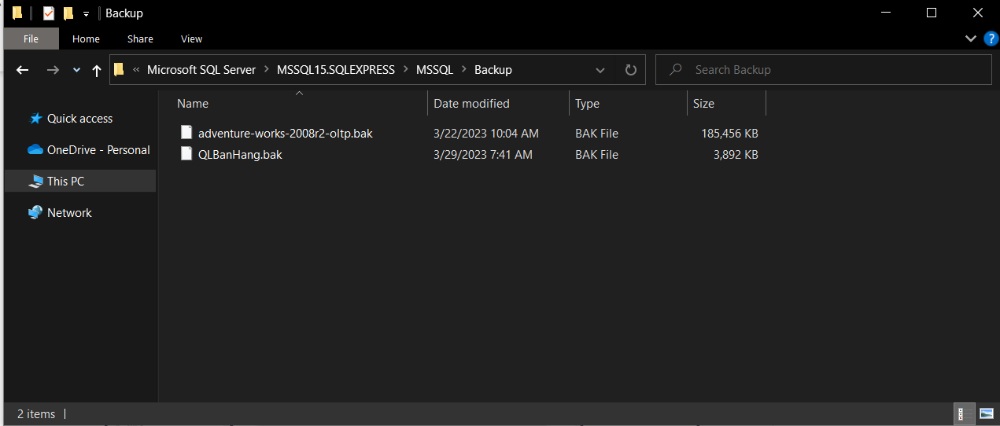 Backup
File Home Share View
« Microsoft SQL Server > MSSQL15.SQLEXPRESS > MSSQL > Backup Search Backup
Name Date modified Type Size
Quick access
adventure-works-2008r2-oltp.bak 3/22/2023 10:04 AM BAK File 185,456 KB
OneDrive - Personal
QLBanHang.bak 3/29/2023 7:41 AM BAK File 3,892 KB
This PC
Network
2 items